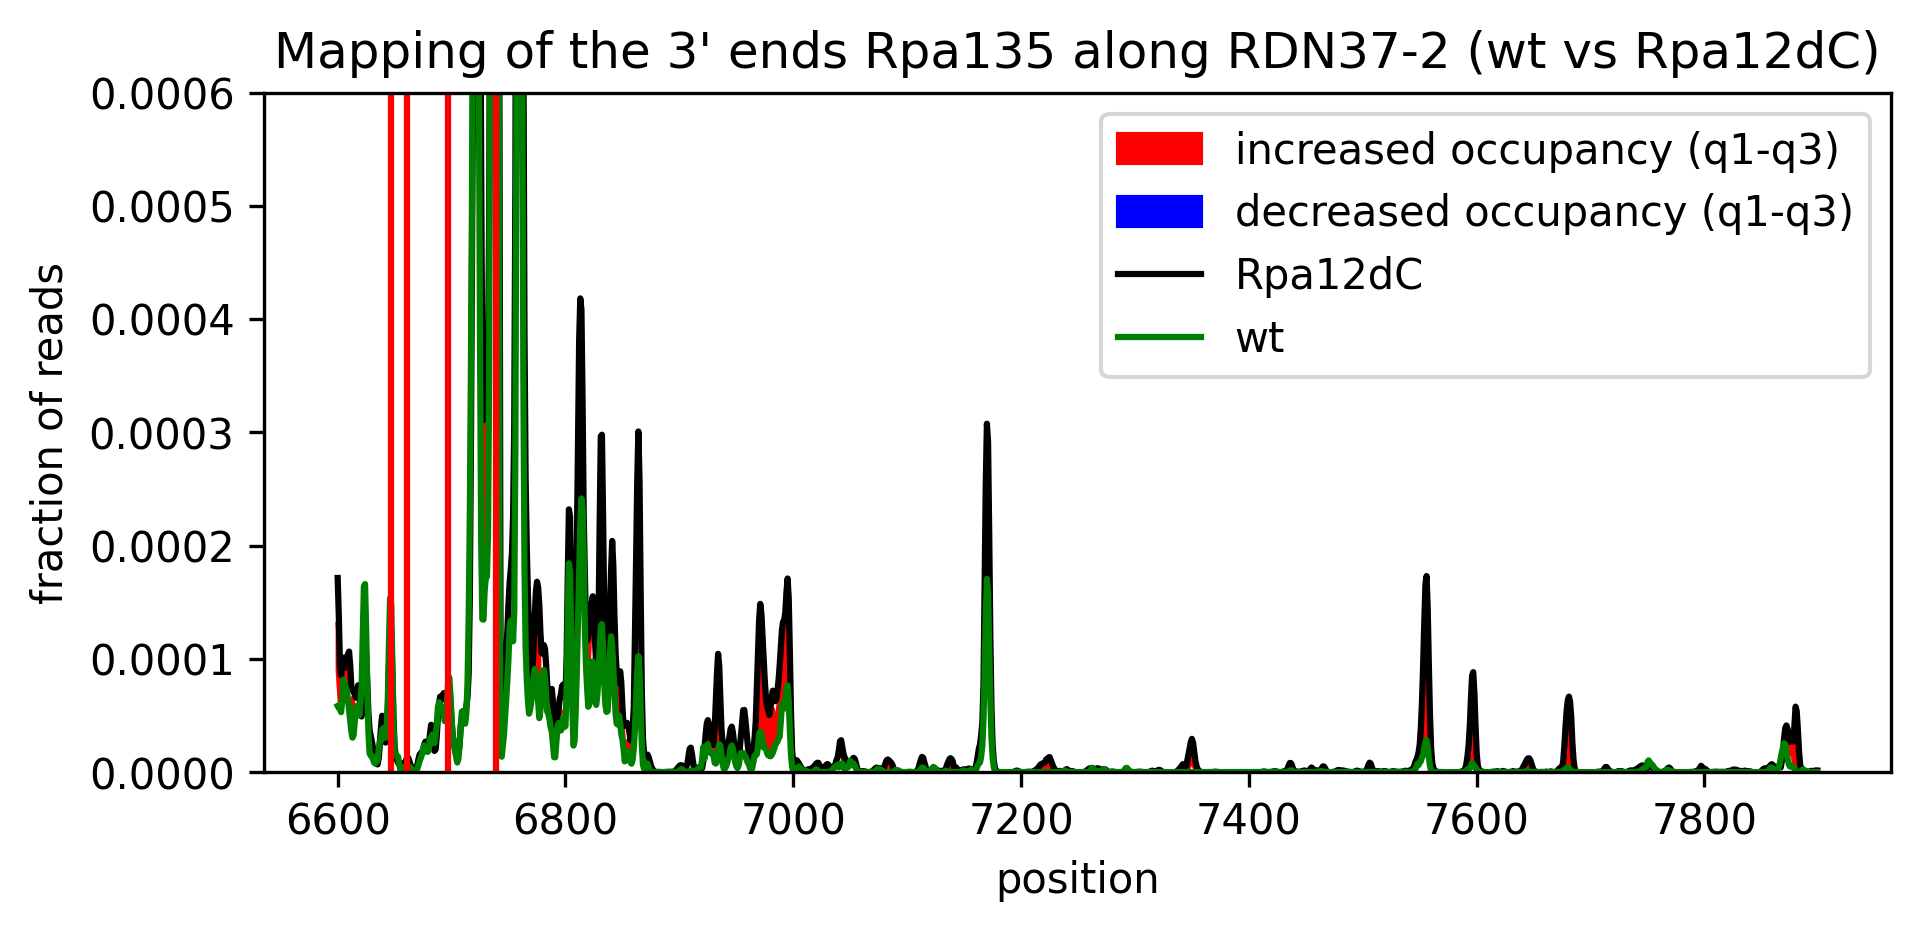 Mapping of the 3' ends Rpa135 along RDN37-2 (wt vs Rpa12dC)
0.0006
0.0005
0.0004
0.0003
0.0002
0.0001
0.0000
fraction of reads
increased occupancy (q1-q3)
decreased occupancy (q1-q3)
Rpa12dC
wt
6600 6800 7000 7200 7400 7600 7800
position